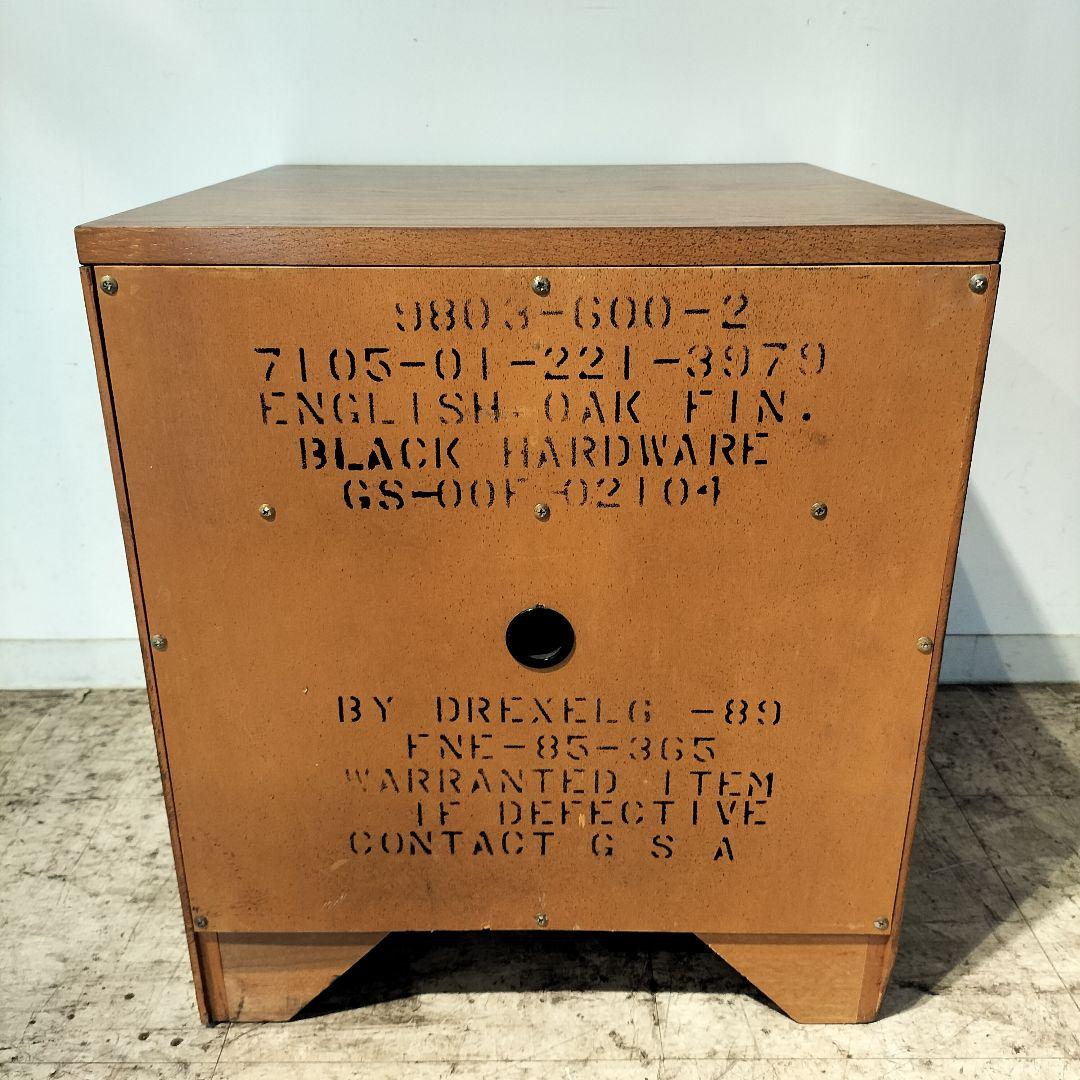 9803-600-2
7105-01-221-3979
ENGLISH OAK FIN.
BLACK HARDWARE
GS-00F-02104
BY DREXEL6 -89
FNE-85-365
WARRANTED ITEM
IF DEFECTIVE
CONTACT G S A